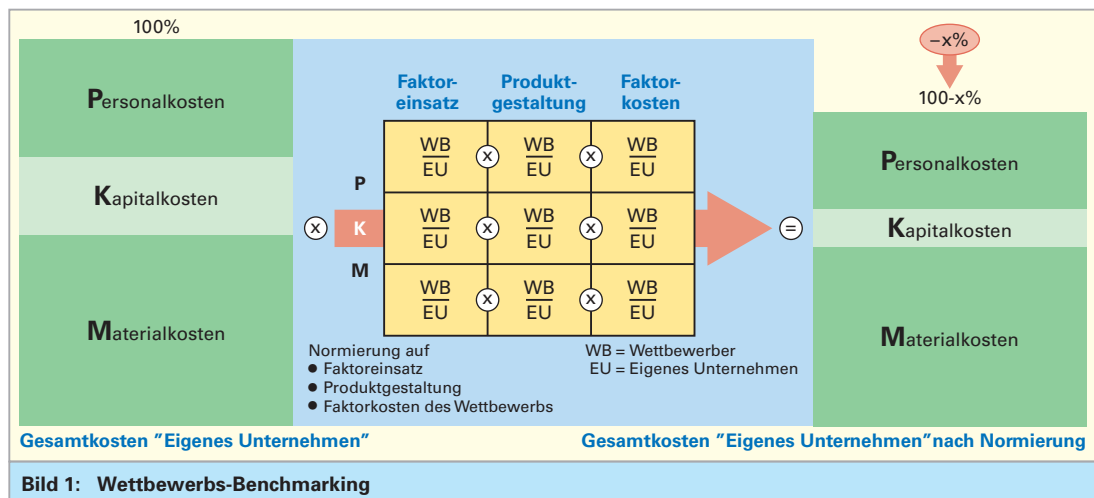 100%
Personalkosten
Kapitalkosten
Materialkosten
Gesamtkosten "Eigenes Unternehmen"
Faktor-
einsatz
Produkt-
gestaltung
Faktor-
kosten
P
K
M
x
WB
EU
x
WB
EU
x
WB
EU
WB
EU
x
WB
EU
x
WB
EU
WB
EU
x
WB
EU
x
WB
EU
=
Normierung auf
● Faktoreinsatz
● Produktgestaltung
● Faktorkosten des Wettbewerbs
WB = Wettbewerber
EU = Eigenes Unternehmen
–x%
100-x%
Personalkosten
Kapitalkosten
Materialkosten
Gesamtkosten "Eigenes Unternehmen"nach Normierung
Bild 1: Wettbewerbs-Benchmarking